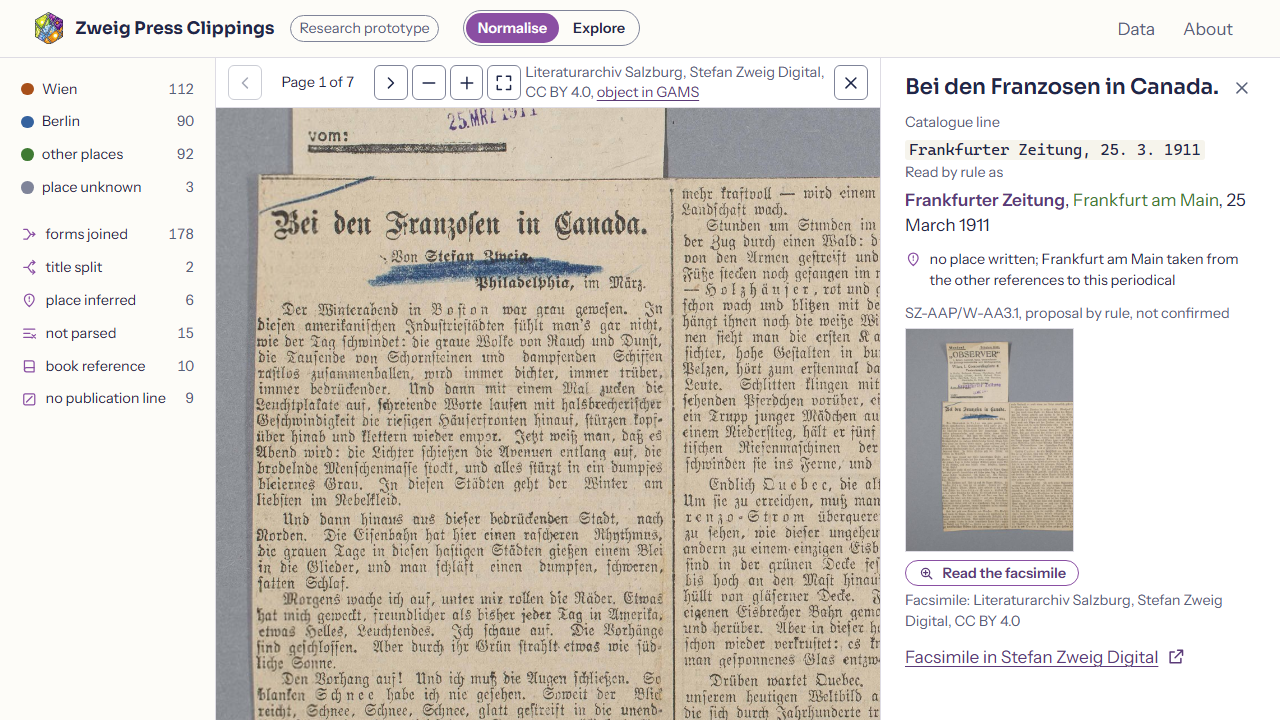 Zweig Press Clippings
Research prototype
Normalise
Explore
Data
About
Wien 112
Berlin 90
other places 92
place unknown 3
forms joined 178
title split 2
place inferred 6
not parsed 15
book reference 10
no publication line 9
Page 1 of 7
Literaturarchiv Salzburg, Stefan Zweig Digital,
CC BY 4.0, object in GAMS
25. MRZ 1911
vom:
Bei den Franzosen in Canada.
Von Stefan Zweig.
Philadelphia, im März.
Der Winterabend in Boston war grau gewesen. In
diesen amerikanischen Industriestädten fühlt man's gar nicht,
wie der Tag schwindet: die graue Wolke von Rauch und Dunst,
die Tausende von Schornsteinen und dampfenden Schiffen
rastlos zusammenballen, wird immer dichter, immer trüber,
immer bedrückender. Und dann mit einem Mal zucken die
Leuchtplakate auf, schreiende Worte laufen mit halsbrecherischer
Geschwindigkeit die riesigen Häuserfronten hinauf, stürzen kopf-
über hinab und klettern wieder empor. Jetzt weiß man, daß es
Abend wird: die Lichter schießen die Avenuen entlang auf, die
brodelnde Menschenmasse stockt, und alles stürzt in ein dumpfes
bleiernes Grau. In diesen Städten geht der Winter am
liebsten im Nebelkleid.
Und dann hinaus aus dieser bedrückenden Stadt, nach
Norden. Die Eisenbahn hat hier einen rascheren Rhythmus,
die grauen Tage in diesen hastigen Städten gießen einem Blei
in die Glieder, und man schläft einen dumpfen, schweren,
satten Schlaf.
Morgens wache ich auf, unter mir rollen die Räder. Etwas
hat mich geweckt, freundlicher als bisher jeder Tag in Amerika,
etwas Helles, Leuchtendes. Ich schaue auf. Die Vorhänge
sind geschlossen. Aber durch ihr Grün strahlt etwas wie süd-
liche Sonne.
Den Vorhang auf! Und ich muß die Augen schließen. So
blanken Schnee habe ich nie gesehen. Soweit der Blick
reicht, Schnee, Schnee, Schnee, glatt gestreift in die unend-
mehr kraftvoll — wird einem
Landschaft wach.
Stunden um Stunden im
der Zug durch einen Wald: d
von den Armen gestreift und
Füße stecken noch gefangen im
— Holzhäuser, rot und g
schon wach und blitzen mit de
hängt ihnen noch die weiße Wi
nen sieht man die ersten Ka
sichter, hohe Gestalten in bu
Pelzen, hört zum erstenmal da
Leute. Schlitten klingen mit
sehenden Pferdchen vorüber, ei
ein Trupp junger Mädchen au
einem Niederstieg, hält er fünf
tischen Riesenmaschinen der
schwinden sie ins Ferne, und
Endlich Quebec, die alt
Um sie zu erreichen, muß man
renzo-Strom überquere
zu sehen, wie dieser ungeheu
andern zu einem einzigen Eisb
sind in der grünen Decke fes
bis hoch an den Mast hinau
hüllt von gläserner Decke.
eigenen Eisbrecher Bahn gema
und herüber. Aber in dieser
schon wieder verkrustet: es
man gesponnenes Glas entzw
Drüben wartet Quebec,
unserem heutigen Weltbild
die sich durch Jahrhunderte tr
Bei den Franzosen in Canada.
Catalogue line
Frankfurter Zeitung, 25. 3. 1911
Read by rule as
Frankfurter Zeitung, Frankfurt am Main, 25
March 1911
no place written; Frankfurt am Main taken from
the other references to this periodical
SZ-AAP/W-AA3.1, proposal by rule, not confirmed
"OBSERVER"
Bei den Franzosen in Canada.
Read the facsimile
Facsimile: Literaturarchiv Salzburg, Stefan Zweig
Digital, CC BY 4.0
Facsimile in Stefan Zweig Digital